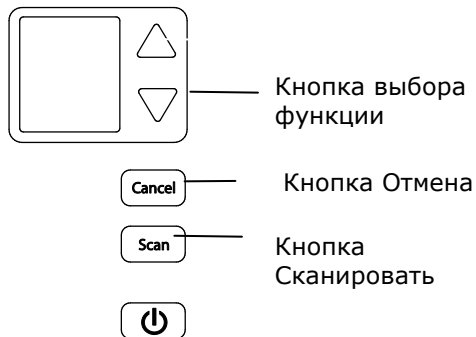 Кнопка выбора
функции
Cancel
Кнопка Отмена
Scan
Кнопка
Сканировать